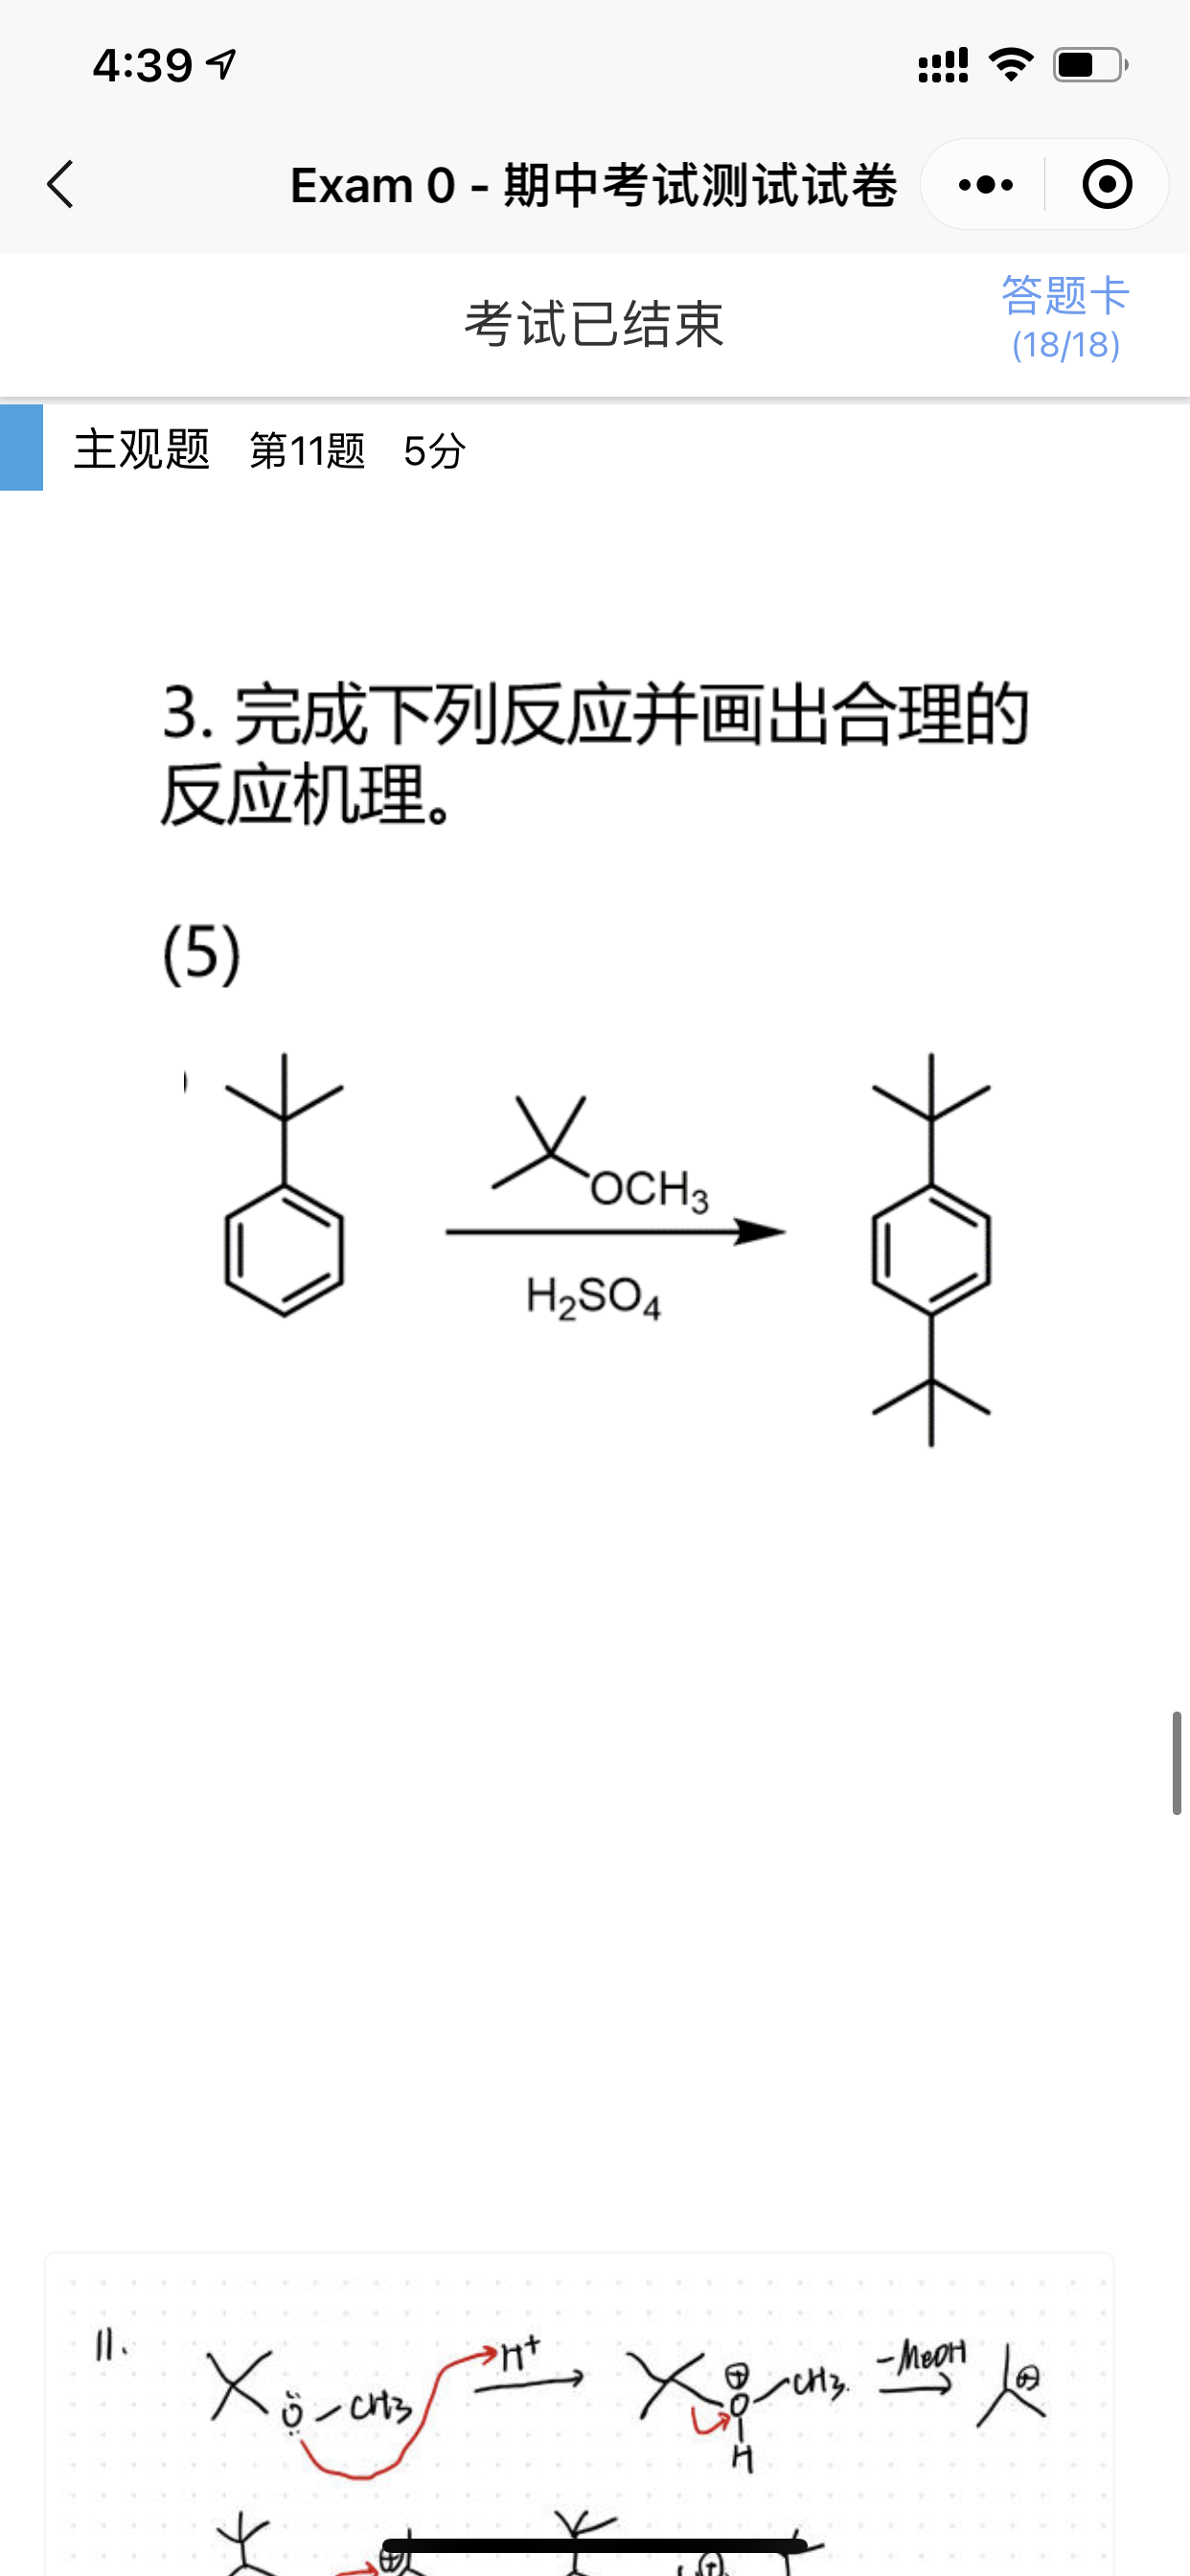 4:39
Exam 0 - 期中考试测试试卷
考试已结束
答题卡
(18/18)
主观题 第11题 5分
3. 完成下列反应并画出合理的
反应机理。
(5)
OCH₃
H₂SO₄
11.
Ö-CH₃
H⁺
⊕
O-CH₃.
H
-MeOH
⊕
⊕